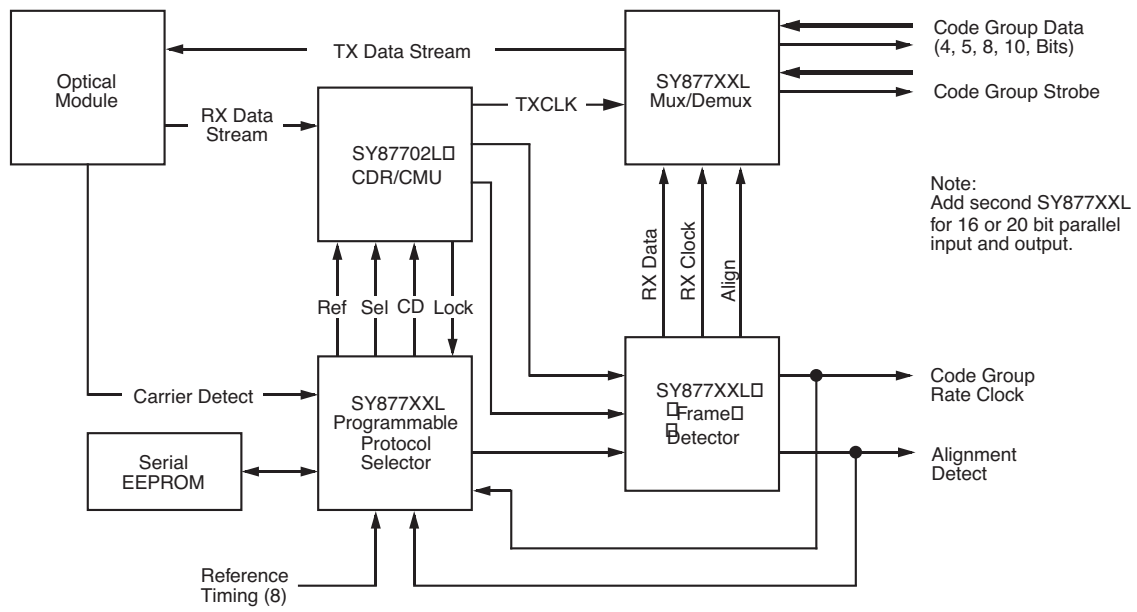 TX Data Stream
Optical
Module
RX Data
Stream
SY87702L
CDR/CMU
TXCLK
SY877XXL
Mux/Demux
Code Group Data
(4, 5, 8, 10, Bits)
Code Group Strobe
Note:
Add second SY877XXL
for 16 or 20 bit parallel
input and output.
RX Data
RX Clock
Align
Ref
Sel
CD
Lock
Carrier Detect
SY877XXL
Programmable
Protocol
Selector
Serial
EEPROM
SY877XXL
Frame
Detector
Code Group
Rate Clock
Alignment
Detect
Reference
Timing (8)